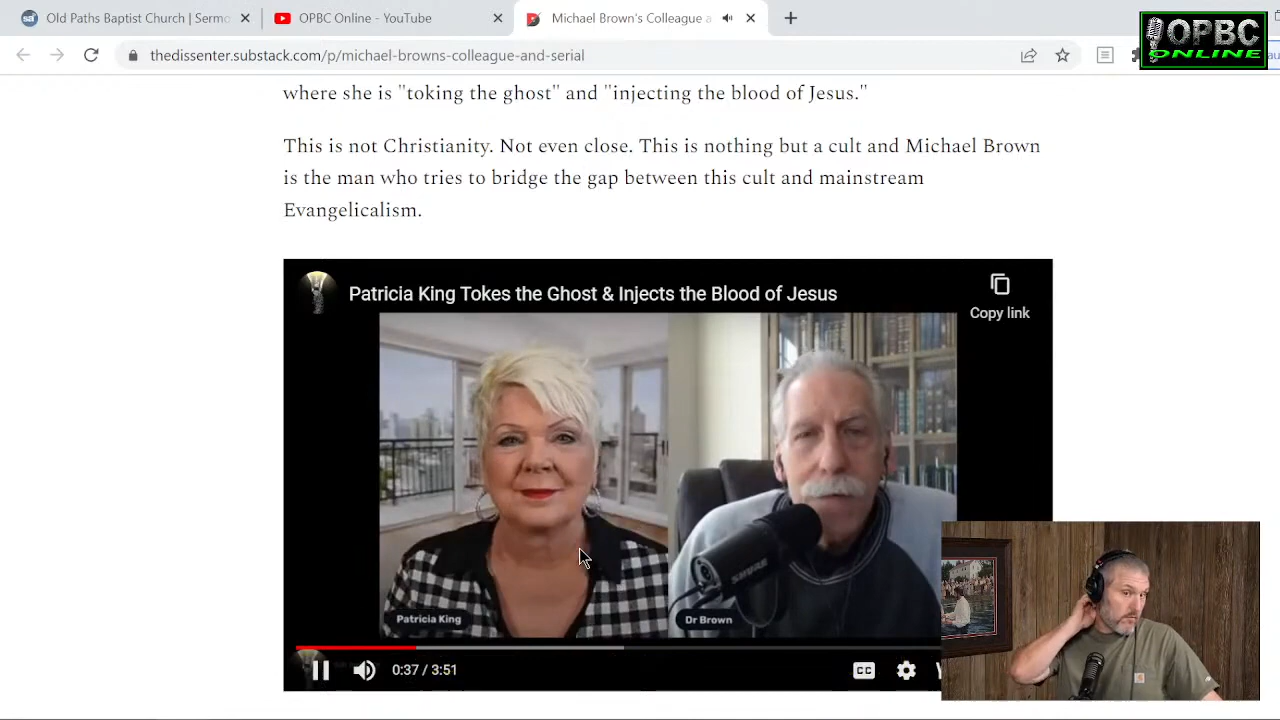 Old Paths Baptist Church | Sermo
OPBC Online - YouTube
Michael Brown's Colleague a
OPBC
ONLINE
thedissenter.substack.com/p/michael-browns-colleague-and-serial
where she is "toking the ghost" and "injecting the blood of Jesus."
This is not Christianity. Not even close. This is nothing but a cult and Michael Brown
is the man who tries to bridge the gap between this cult and mainstream
Evangelicalism.
Patricia King Tokes the Ghost & Injects the Blood of Jesus
Copy link
SHURE
Patricia King
Dr Brown
0:37 / 3:51
CC